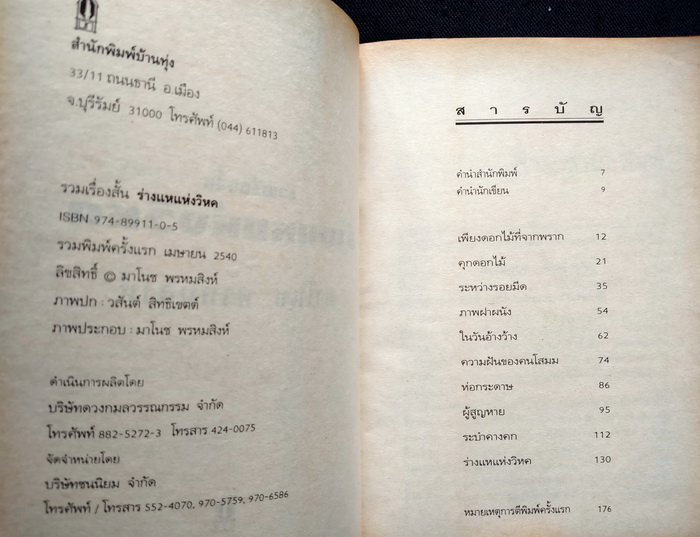 สำนักพิมพ์บ้านทุ่ง
33/11 ถนนธานี อ.เมือง
จ.บุรีรัมย์ 31000 โทรศัพท์ (044) 611813
รวมเรื่องสั้น ร่างแหแห่งวิหค
ISBN 974-89911-0-5
รวมพิมพ์ครั้งแรก เมษายน 2540
ลิขสิทธิ์ © มาโนช พรหมสิงห์
ภาพปก : วสันต์ สิทธิเขตต์
ภาพประกอบ : มาโนช พรหมสิงห์
ดำเนินการผลิตโดย
บริษัทดวงกมลวรรณกรรม จำกัด
โทรศัพท์ 882-5272-3 โทรสาร 424-0075
จัดจำหน่ายโดย
บริษัทชนนิยม จำกัด
โทรศัพท์ / โทรสาร 552-4070, 970-5759, 970-6586
สารบัญ
คำนำสำนักพิมพ์ 7
คำนำนักเขียน 9
เพียงดอกไม้ที่จากพราก 12
คุกดอกไม้ 21
ระหว่างรอยมีด 35
ภาพฝาผนัง 54
ในวันอ้างว้าง 62
ความฝันของคนโสมม 74
ห่อกระดาษ 86
ผู้สูญหาย 95
ระบำคางคก 112
ร่างแหแห่งวิหค 130
หมายเหตุการตีพิมพ์ครั้งแรก 176